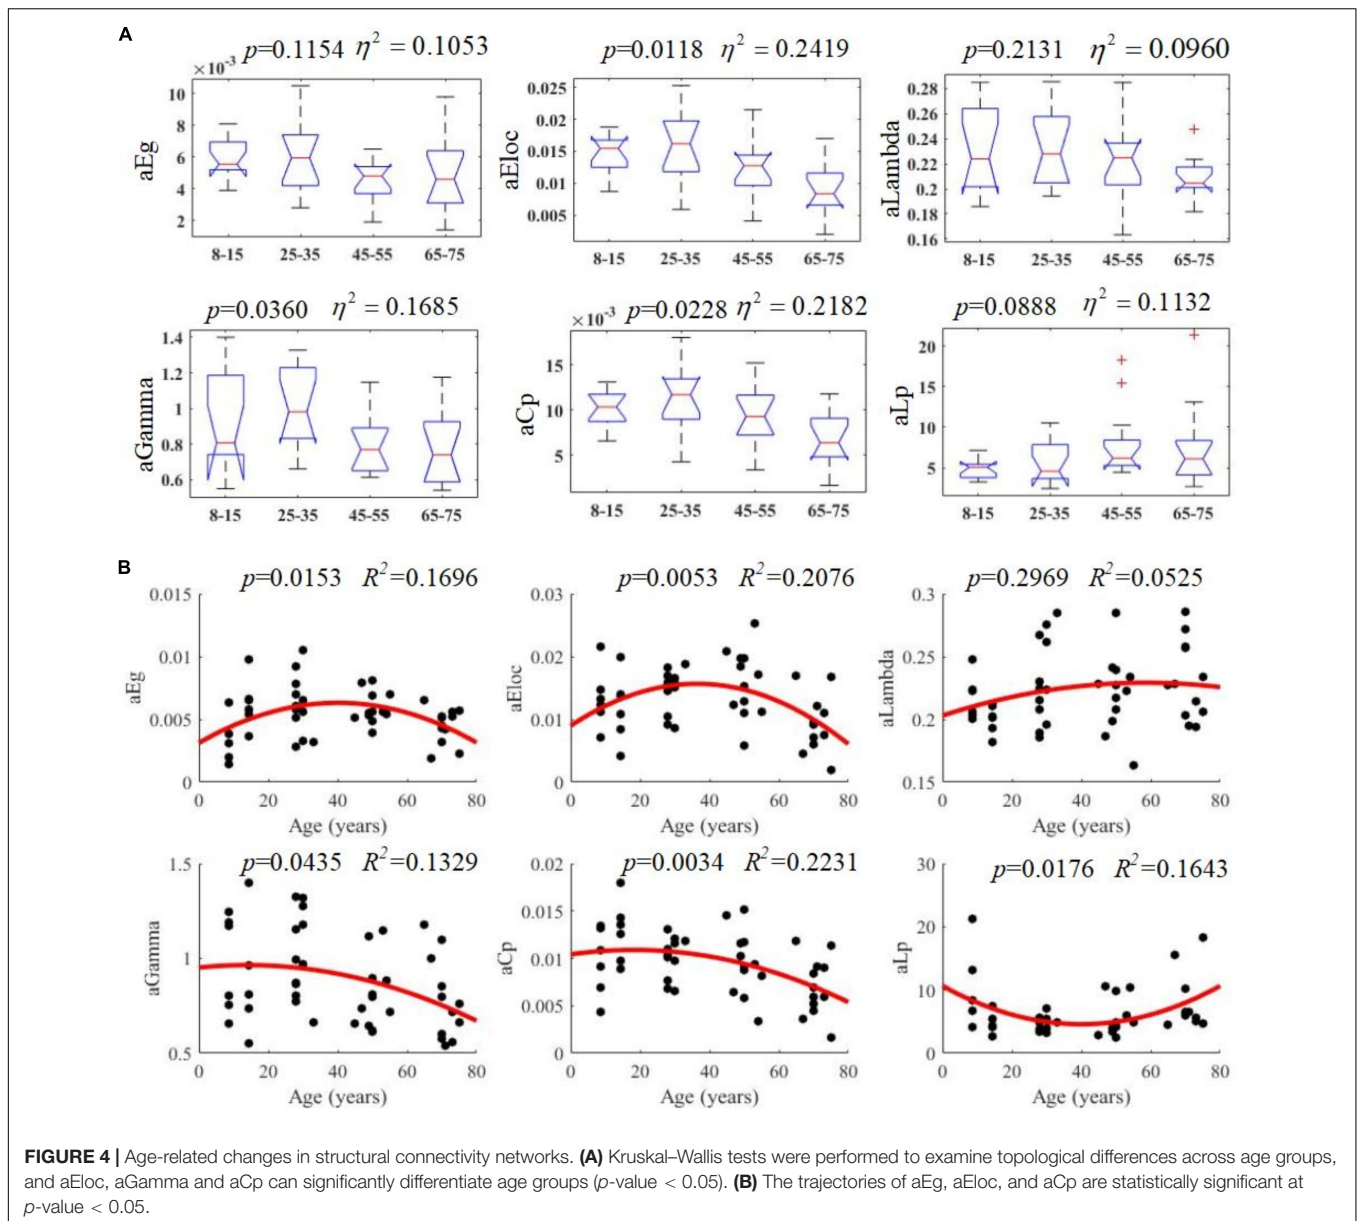 A
p=0.1154 η² = 0.1053
×10⁻³
10
8
6
4
2
aEg
8-15 25-35 45-55 65-75
p=0.0118 η² = 0.2419
0.025
0.02
0.015
0.01
0.005
aEloc
8-15 25-35 45-55 65-75
p=0.2131 η² = 0.0960
0.28
0.26
0.24
0.22
0.2
0.18
0.16
aLambda
8-15 25-35 45-55 65-75
p=0.0360 η² = 0.1685
1.4
1.2
1
0.8
0.6
aGamma
8-15 25-35 45-55 65-75
×10⁻³ p=0.0228 η² = 0.2182
15
10
5
aCp
8-15 25-35 45-55 65-75
p=0.0888 η² = 0.1132
20
15
10
5
aLp
8-15 25-35 45-55 65-75
B
p=0.0153 R²=0.1696
0.015
0.01
0.005
0
aEg
0 20 40 60 80
Age (years)
p=0.0053 R²=0.2076
0.03
0.02
0.01
0
aEloc
0 20 40 60 80
Age (years)
p=0.2969 R²=0.0525
0.3
0.25
0.2
0.15
aLambda
0 20 40 60 80
Age (years)
p=0.0435 R²=0.1329
1.5
1
0.5
aGamma
0 20 40 60 80
Age (years)
p=0.0034 R²=0.2231
0.02
0.015
0.01
0.005
0
aCp
0 20 40 60 80
Age (years)
p=0.0176 R²=0.1643
30
20
10
0
aLp
0 20 40 60 80
Age (years)
FIGURE 4 | Age-related changes in structural connectivity networks. (A) Kruskal–Wallis tests were performed to examine topological differences across age groups,
and aEloc, aGamma and aCp can significantly differentiate age groups (p-value < 0.05). (B) The trajectories of aEg, aEloc, and aCp are statistically significant at
p-value < 0.05.